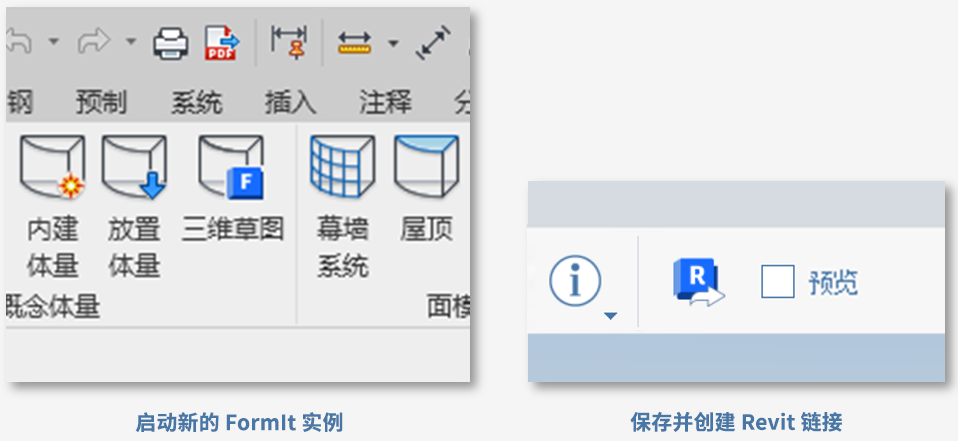 PDF
钢 预制 系统 插入 注释 分
F
内建 放置 三维草图 幕墙 屋顶
体量 体量 系统
概念体量 面模
i R 预览
启动新的 FormIt 实例 保存并创建 Revit 链接